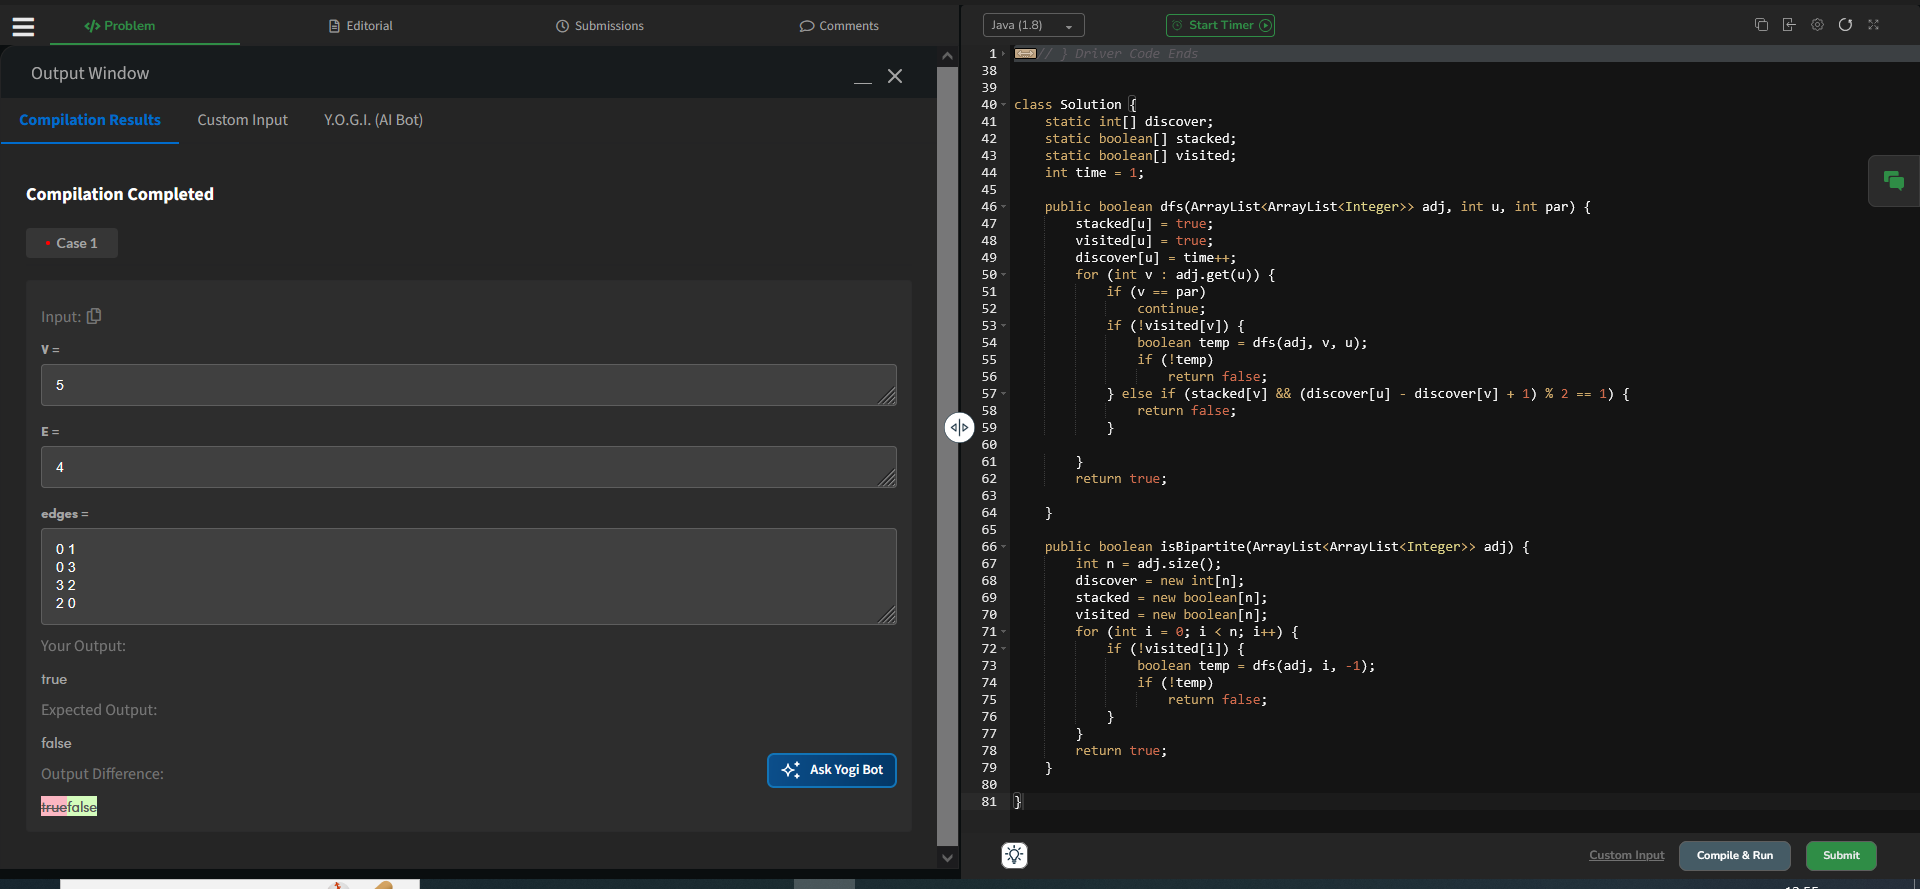 Problem
Editorial
Submissions
Comments
Output Window
Compilation Results
Custom Input
Y.O.G.I. (AI Bot)
Compilation Completed
Case 1
Input:
V =
5
E =
4
edges =
0 1
0 3
3 2
2 0
Your Output:
true
Expected Output:
false
Output Difference:
truefalse
Ask Yogi Bot
Java (1.8)
Start Timer
1 // } Driver Code Ends
38
39
40 class Solution {
41     static int[] discover;
42     static boolean[] stacked;
43     static boolean[] visited;
44     int time = 1;
45
46     public boolean dfs(ArrayList<ArrayList<Integer>> adj, int u, int par) {
47         stacked[u] = true;
48         visited[u] = true;
49         discover[u] = time++;
50         for (int v : adj.get(u)) {
51             if (v == par)
52                 continue;
53             if (!visited[v]) {
54                 boolean temp = dfs(adj, v, u);
55                 if (!temp)
56                     return false;
57             } else if (stacked[v] && (discover[u] - discover[v] + 1) % 2 == 1) {
58                 return false;
59             }
60
61         }
62         return true;
63
64     }
65
66     public boolean isBipartite(ArrayList<ArrayList<Integer>> adj) {
67         int n = adj.size();
68         discover = new int[n];
69         stacked = new boolean[n];
70         visited = new boolean[n];
71         for (int i = 0; i < n; i++) {
72             if (!visited[i]) {
73                 boolean temp = dfs(adj, i, -1);
74                 if (!temp)
75                     return false;
76             }
77         }
78         return true;
79     }
80
81 }
Custom Input
Compile & Run
Submit